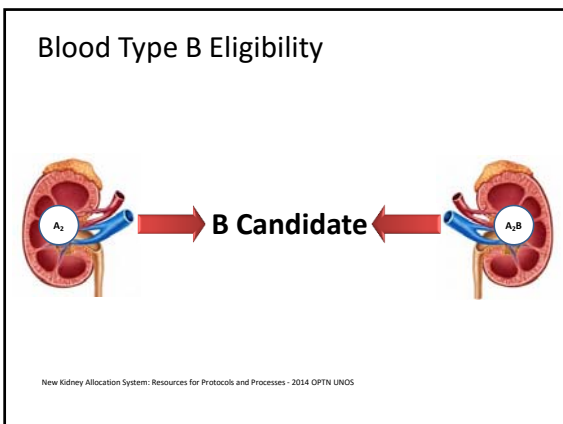 Blood Type B Eligibility
A₂
B Candidate
A₂B
New Kidney Allocation System: Resources for Protocols and Processes - 2014 OPTN UNOS